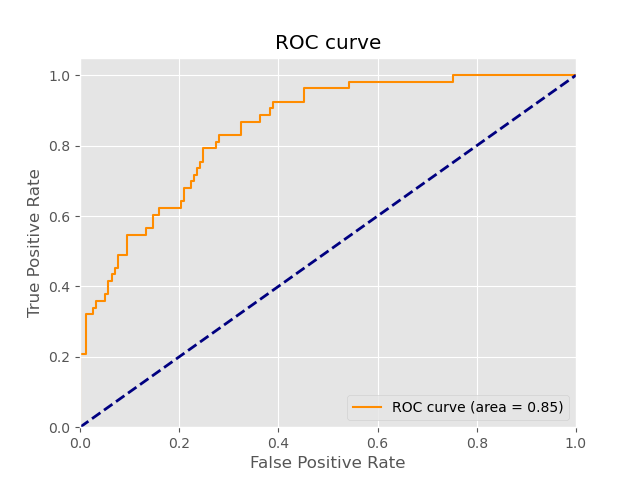 ROC curve
True Positive Rate
1.0
0.8
0.6
0.4
0.2
0.0
0.0 0.2 0.4 0.6 0.8 1.0
False Positive Rate
ROC curve (area = 0.85)